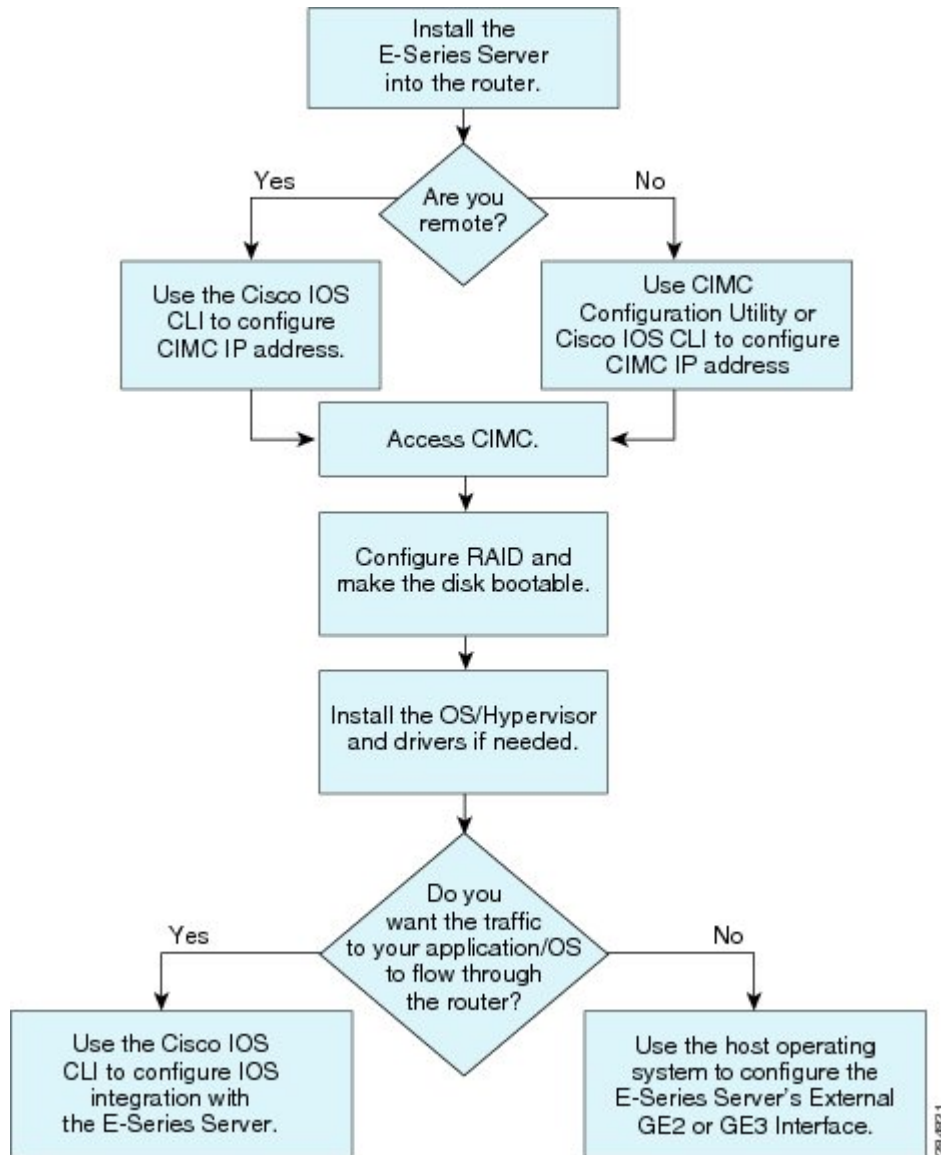 Install the
E-Series Server
into the router.
Are you
remote?
Yes
No
Use the Cisco IOS
CLI to configure
CIMC IP address.
Use CIMC
Configuration Utility or
Cisco IOS CLI to configure
CIMC IP address
Access CIMC.
Configure RAID and
make the disk bootable.
Install the OS/Hypervisor
and drivers if needed.
Do you
want the traffic
to your application/OS
to flow through
the router?
Yes
No
Use the Cisco IOS
CLI to configure IOS
integration with
the E-Series Server.
Use the host operating
system to configure the
E-Series Server's External
GE2 or GE3 Interface.